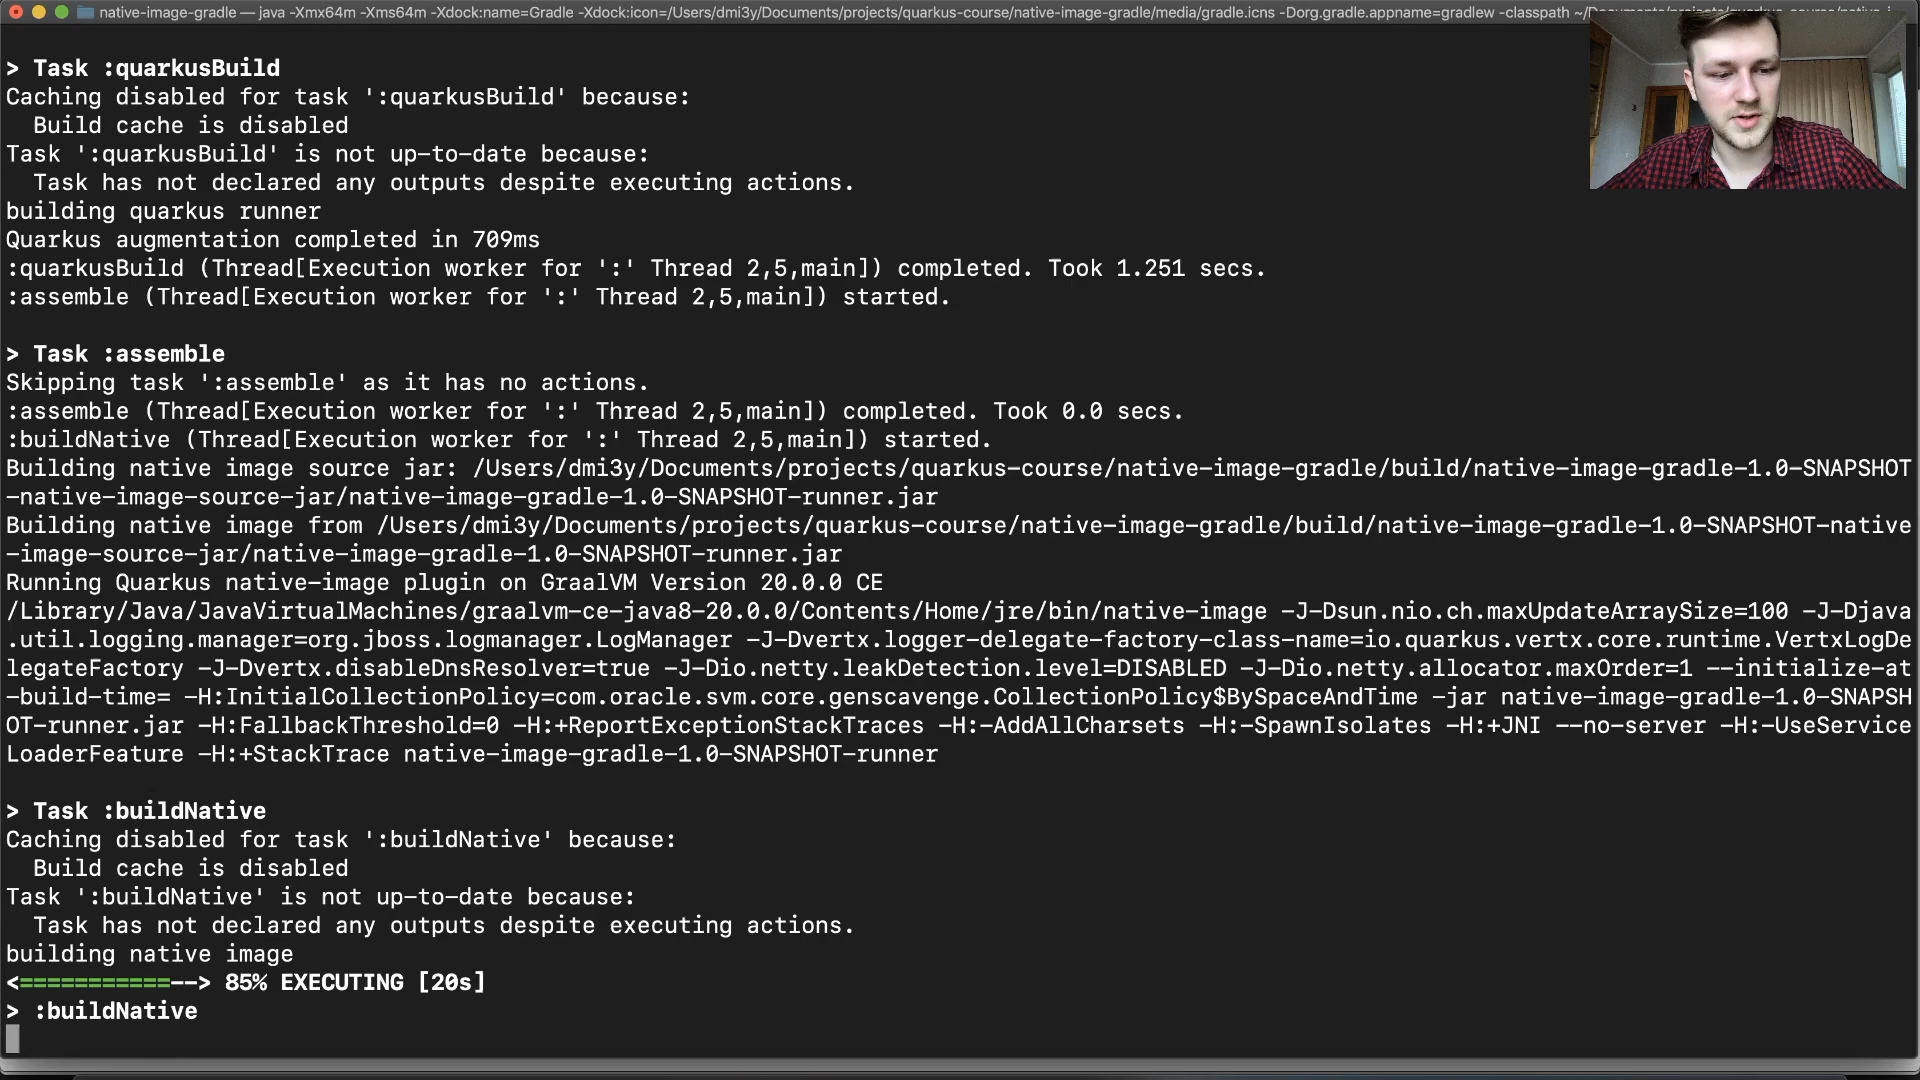 native-image-gradle — java -Xmx64m -Xms64m -Xdock:name=Gradle -Xdock:icon=/Users/dmi3y/Documents/projects/quarkus-course/native-image-gradle/media/gradle.icns -Dorg.gradle.appname=gradlew -classpath
> Task :quarkusBuild
Caching disabled for task ':quarkusBuild' because:
Build cache is disabled
Task ':quarkusBuild' is not up-to-date because:
Task has not declared any outputs despite executing actions.
building quarkus runner
Quarkus augmentation completed in 709ms
:quarkusBuild (Thread[Execution worker for ':' Thread 2,5,main]) completed. Took 1.251 secs.
:assemble (Thread[Execution worker for ':' Thread 2,5,main]) started.
> Task :assemble
Skipping task ':assemble' as it has no actions.
:assemble (Thread[Execution worker for ':' Thread 2,5,main]) completed. Took 0.0 secs.
:buildNative (Thread[Execution worker for ':' Thread 2,5,main]) started.
Building native image source jar: /Users/dmi3y/Documents/projects/quarkus-course/native-image-gradle/build/native-image-gradle-1.0-SNAPSHOT
-native-image-source-jar/native-image-gradle-1.0-SNAPSHOT-runner.jar
Building native image from /Users/dmi3y/Documents/projects/quarkus-course/native-image-gradle/build/native-image-gradle-1.0-SNAPSHOT-native
-image-source-jar/native-image-gradle-1.0-SNAPSHOT-runner.jar
Running Quarkus native-image plugin on GraalVM Version 20.0.0 CE
/Library/Java/JavaVirtualMachines/graalvm-ce-java8-20.0.0/Contents/Home/jre/bin/native-image -J-Dsun.nio.ch.maxUpdateArraySize=100 -J-Djava
.util.logging.manager=org.jboss.logmanager.LogManager -J-Dvertx.logger-delegate-factory-class-name=io.quarkus.vertx.core.runtime.VertxLogDe
legateFactory -J-Dvertx.disableDnsResolver=true -J-Dio.netty.leakDetection.level=DISABLED -J-Dio.netty.allocator.maxOrder=1 --initialize-at
-build-time= -H:InitialCollectionPolicy=com.oracle.svm.core.genscavenge.CollectionPolicy$BySpaceAndTime -jar native-image-gradle-1.0-SNAPSH
OT-runner.jar -H:FallbackThreshold=0 -H:+ReportExceptionStackTraces -H:-AddAllCharsets -H:-SpawnIsolates -H:+JNI --no-server -H:-UseService
LoaderFeature -H:+StackTrace native-image-gradle-1.0-SNAPSHOT-runner
> Task :buildNative
Caching disabled for task ':buildNative' because:
Build cache is disabled
Task ':buildNative' is not up-to-date because:
Task has not declared any outputs despite executing actions.
building native image
<===========--> 85% EXECUTING [20s]
> :buildNative